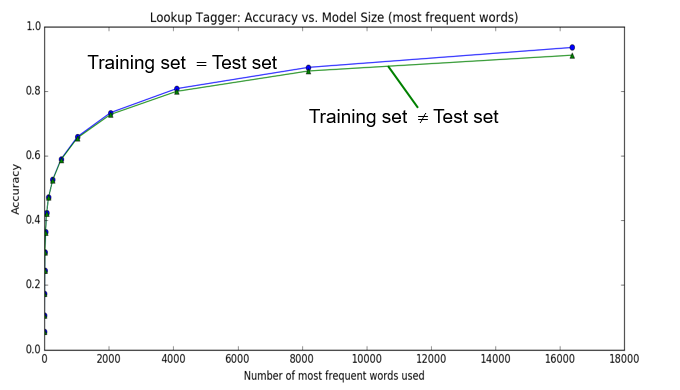 Lookup Tagger: Accuracy vs. Model Size (most frequent words)
1.0
Training set = Test set
0.8
Training set ≠ Test set
0.6
Accuracy
0.4
0.2
0.0
0 2000 4000 6000 8000 10000 12000 14000 16000 18000
Number of most frequent words used